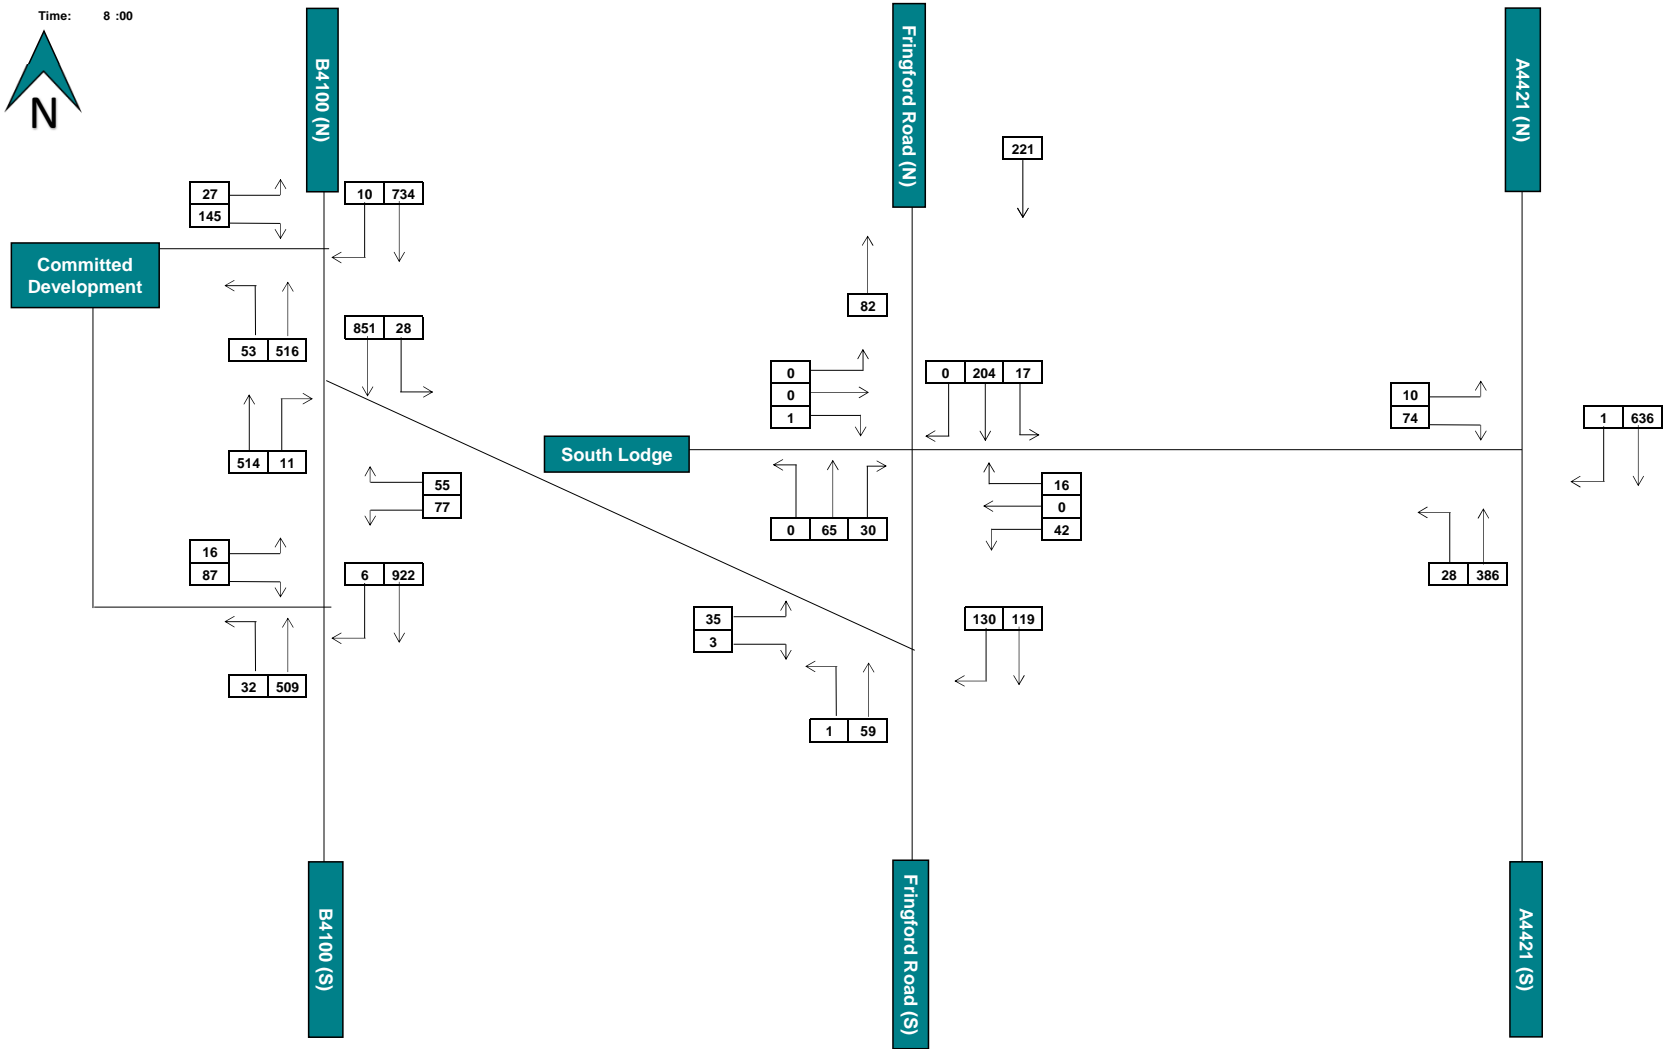 Time: 8 :00
N
B4100 (N)
Fringford Road (N)
A4421 (N)
221
27
145
10 734
Committed
Development
82
851 28
53 516
0
0
1
0 204 17
10
74
1 636
South Lodge
514 11
55
77
16
0
42
0 65 30
16
87
6 922
28 386
35
3
130 119
32 509
1 59
B4100 (S)
Fringford Road (S)
A4421 (S)